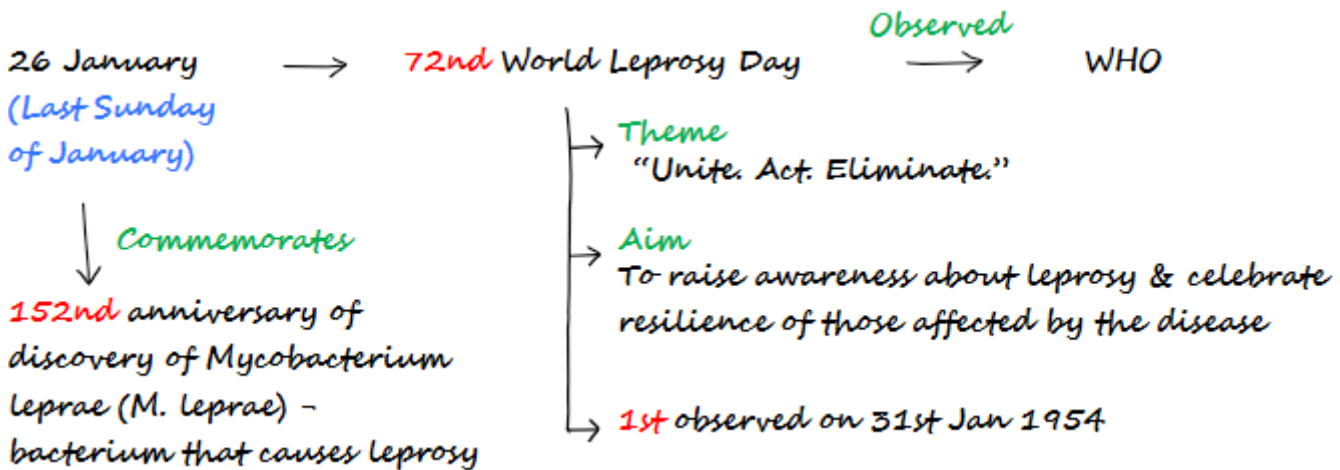 Observed
26 January → 72nd World Leprosy Day → WHO
(Last Sunday
of January)
Theme
“Unite. Act. Eliminate.”
Commemorates
Aim
To raise awareness about leprosy & celebrate
resilience of those affected by the disease
152nd anniversary of
discovery of Mycobacterium
leprae (M. leprae) -
bacterium that causes leprosy
1st observed on 31st Jan 1954